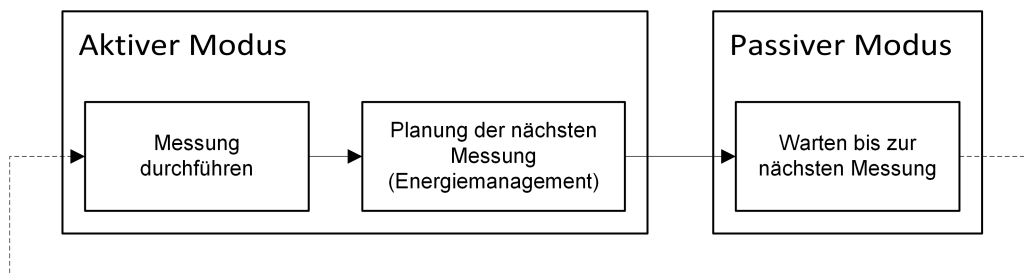 Aktiver Modus
Messung
durchführen
Planung der nächsten
Messung
(Energiemanagement)
Passiver Modus
Warten bis zur
nächsten Messung